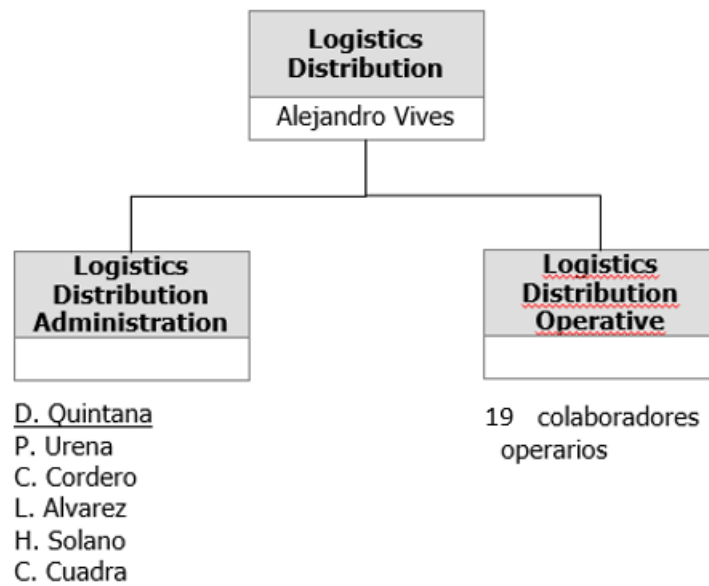 Logistics
Distribution
Alejandro Vives
Logistics
Distribution
Administration
D. Quintana
P. Urena
C. Cordero
L. Alvarez
H. Solano
C. Cuadra
Logistics
Distribution
Operative
19 colaboradores
operarios